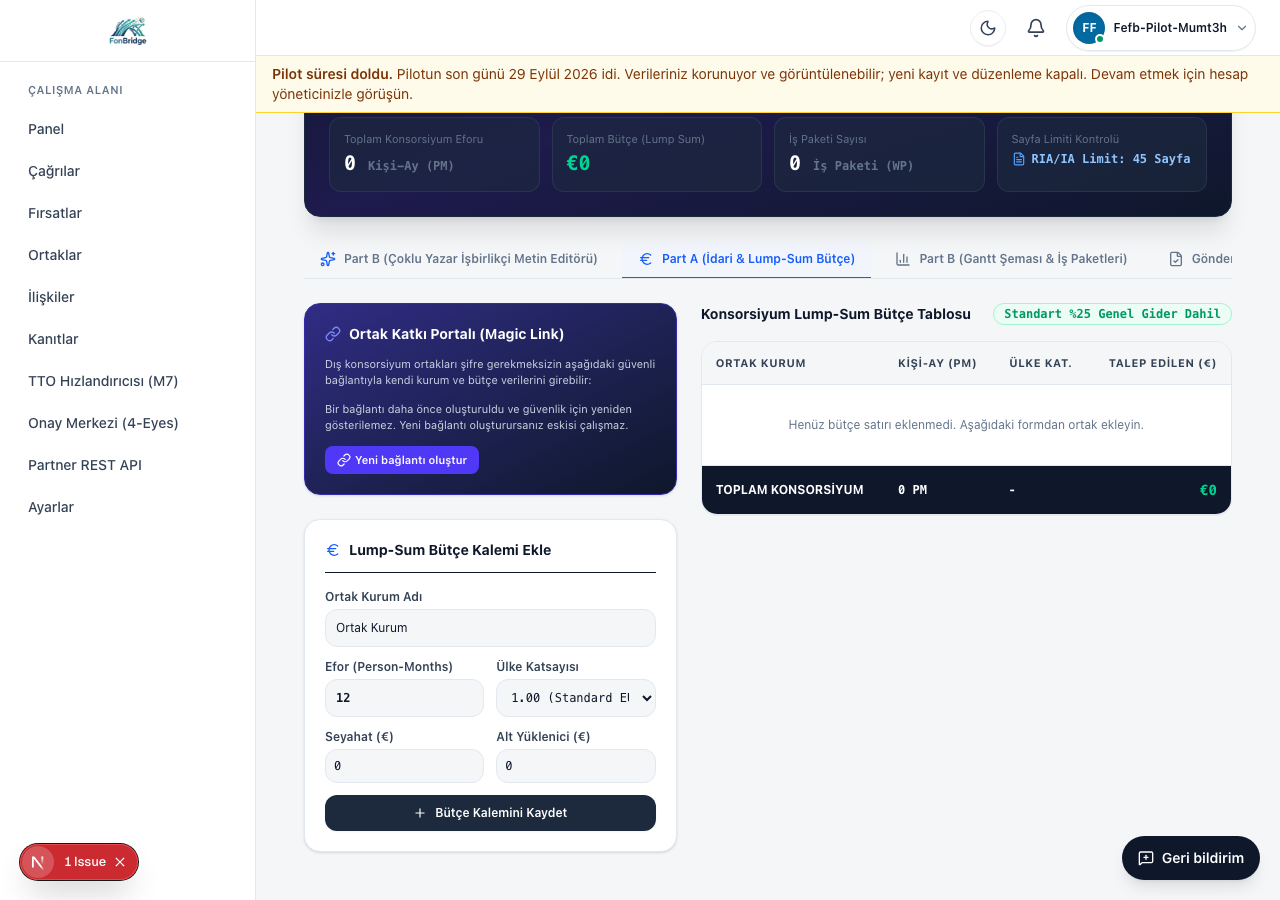 FonBridge
FF
Fefb-Pilot-Mumt3h
Pilot süresi doldu. Pilotun son günü 29 Eylül 2026 idi. Verileriniz korunuyor ve görüntülenebilir; yeni kayıt ve düzenleme kapalı. Devam etmek için hesap
yöneticinizle görüşün.
ÇALIŞMA ALANI
Panel
Çağrılar
Fırsatlar
Ortaklar
İlişkiler
Kanıtlar
TTO Hızlandırıcısı (M7)
Onay Merkezi (4-Eyes)
Partner REST API
Ayarlar
Toplam Konsorsiyum Eforu
0 Kişi-Ay (PM)
Toplam Bütçe (Lump Sum)
€0
İş Paketi Sayısı
0 İş Paketi (WP)
Sayfa Limiti Kontrolü
RIA/IA Limit: 45 Sayfa
Part B (Çoklu Yazar İşbirlikçi Metin Editörü)
Part A (İdari & Lump-Sum Bütçe)
Part B (Gantt Şeması & İş Paketleri)
Gönder
Ortak Katkı Portalı (Magic Link)
Dış konsorsiyum ortakları şifre gerekmeksizin aşağıdaki güvenli
bağlantıyla kendi kurum ve bütçe verilerini girebilir:
Bir bağlantı daha önce oluşturuldu ve güvenlik için yeniden
gösterilemez. Yeni bağlantı oluşturursanız eskisi çalışmaz.
Yeni bağlantı oluştur
Lump-Sum Bütçe Kalemi Ekle
Ortak Kurum Adı
Ortak Kurum
Efor (Person-Months)
Ülke Katsayısı
12
1.00 (Standard EU
Seyahat (€)
Alt Yüklenici (€)
0
0
+ Bütçe Kalemini Kaydet
Konsorsiyum Lump-Sum Bütçe Tablosu
Standart %25 Genel Gider Dahil
ORTAK KURUM KİŞİ-AY (PM) ÜLKE KAT. TALEP EDİLEN (€)
Henüz bütçe satırı eklenmedi. Aşağıdaki formdan ortak ekleyin.
TOPLAM KONSORSİYUM 0 PM - €0
N 1 Issue
Geri bildirim